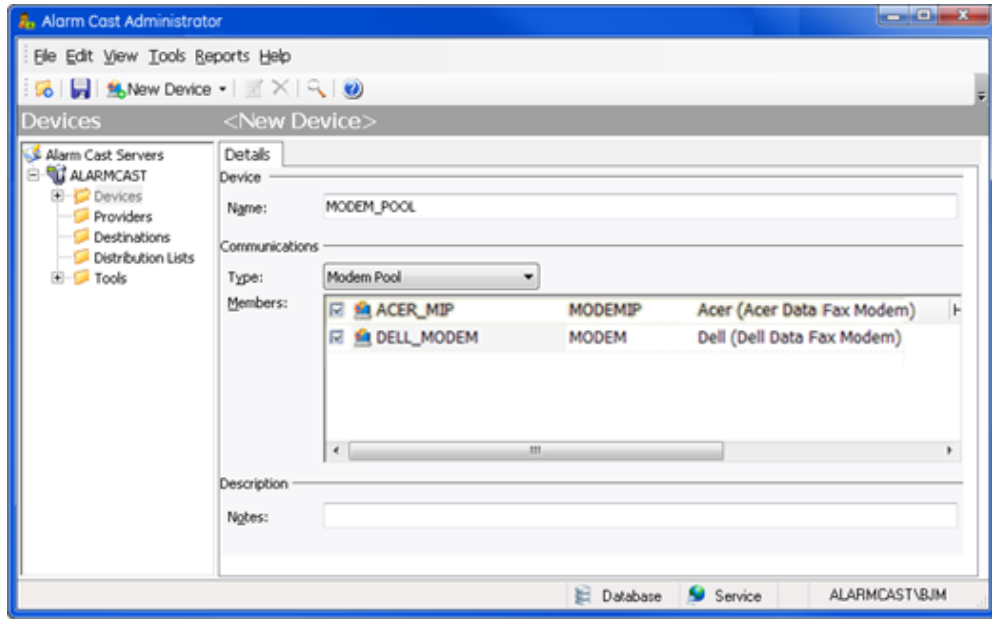 Alarm Cast Administrator
File Edit View Tools Reports Help
New Device
Devices
<New Device>
Alarm Cast Servers
ALARMCAST
Devices
Providers
Destinations
Distribution Lists
Tools
Details
Device
Name: MODEM_POOL
Communications
Type: Modem Pool
Members:
ACER_MIP MODEMIP Acer (Acer Data Fax Modem)
DELL_MODEM MODEM Dell (Dell Data Fax Modem)
Description
Notes:
Database Service ALARMCAST\BJM